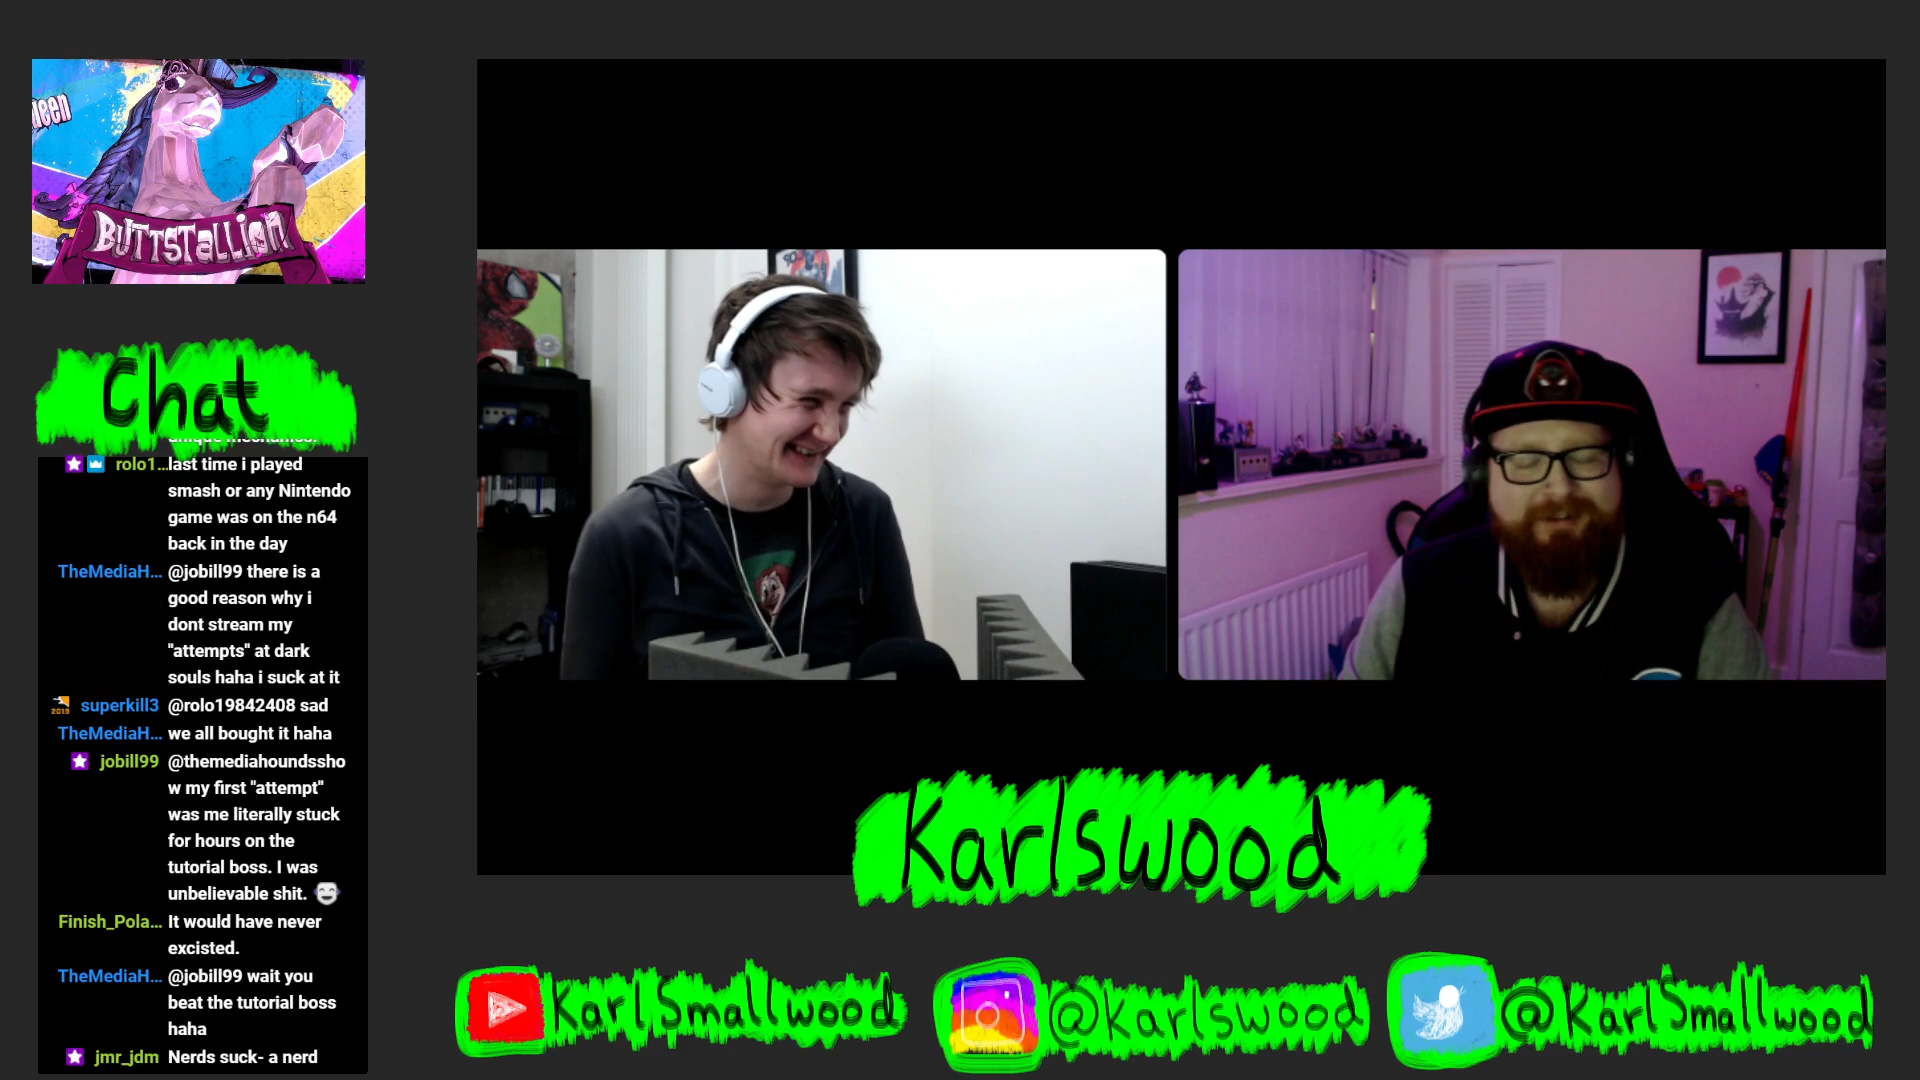 BUTTSTALLION
Chat
unique mechanics.
rolo1... last time i played
smash or any Nintendo
game was on the n64
back in the day
TheMediaH... @jobill99 there is a
good reason why i
dont stream my
"attempts" at dark
souls haha i suck at it
2019 superkill3 @rolo19842408 sad
TheMediaH... we all bought it haha
jobill99 @themediahoundssho
w my first "attempt"
was me literally stuck
for hours on the
tutorial boss. I was
unbelievable shit.
Finish_Pola... It would have never
excisted.
TheMediaH... @jobill99 wait you
beat the tutorial boss
haha
jmr_jdm Nerds suck- a nerd
Karlswood
KarlSmallwood
@Karlswood
@KarlSmallwood